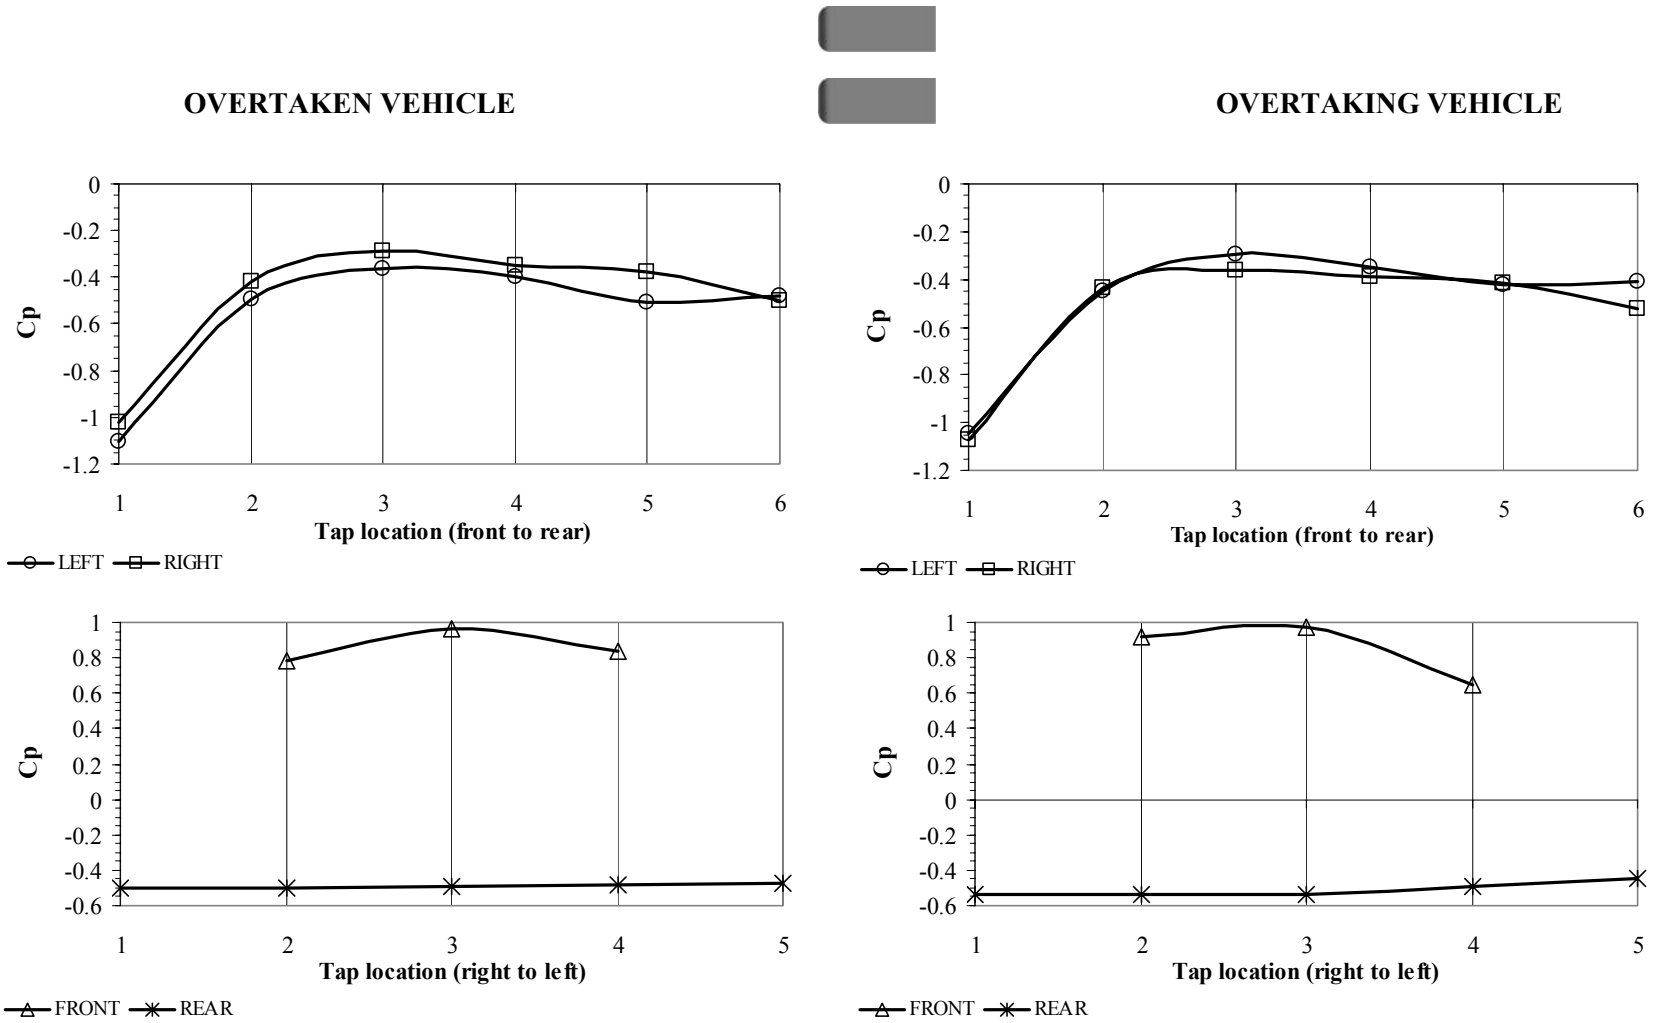 OVERTAKEN VEHICLE
OVERTAKING VEHICLE
0
-0.2
-0.4
-0.6
-0.8
-1
-1.2
Cp
1 2 3 4 5 6
Tap location (front to rear)
LEFT RIGHT
0
-0.2
-0.4
-0.6
-0.8
-1
-1.2
Cp
1 2 3 4 5 6
Tap location (front to rear)
LEFT RIGHT
1
0.8
0.6
0.4
0.2
0
-0.2
-0.4
-0.6
Cp
1 2 3 4 5
Tap location (right to left)
FRONT REAR
1
0.8
0.6
0.4
0.2
0
-0.2
-0.4
-0.6
Cp
1 2 3 4 5
Tap location (right to left)
FRONT REAR